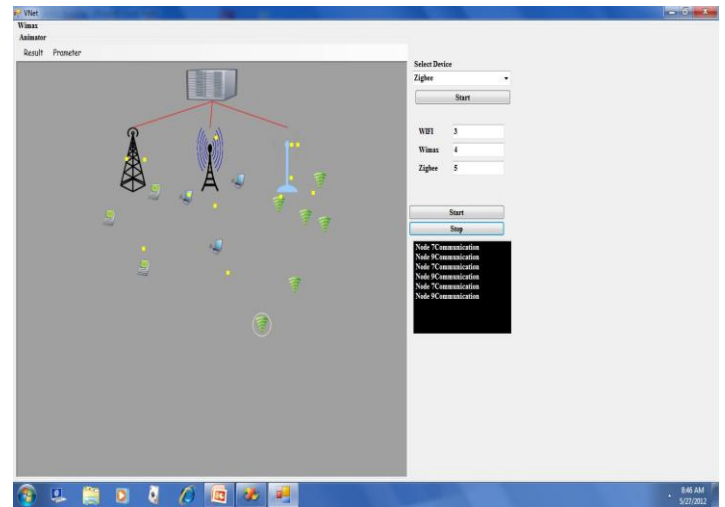 VNet
Wimax
Animator
Result Prameter
Select Device
Zigbee
Start
WIFI 3
Wimax 4
Zigbee 5
Start
Stop
Node 7Communication
Node 9Communication
Node 7Communication
Node 9Communication
Node 7Communication
Node 9Communication
8:46 AM
5/27/2012